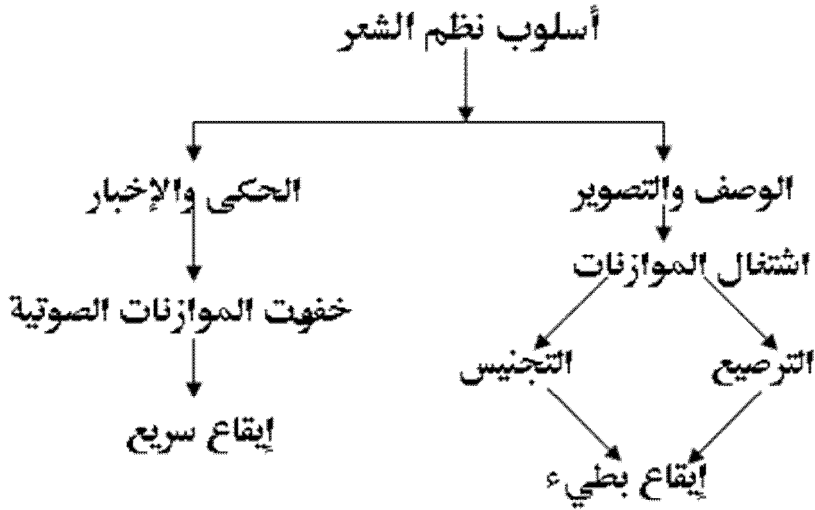 أسلوب نظم الشعر
الوصف والتصوير
الحكي والإخبار
اشتغال الموازنات
خفوت الموازنات الصوتية
الترصيع
التجنيس
إيقاع سريع
إيقاع بطيء